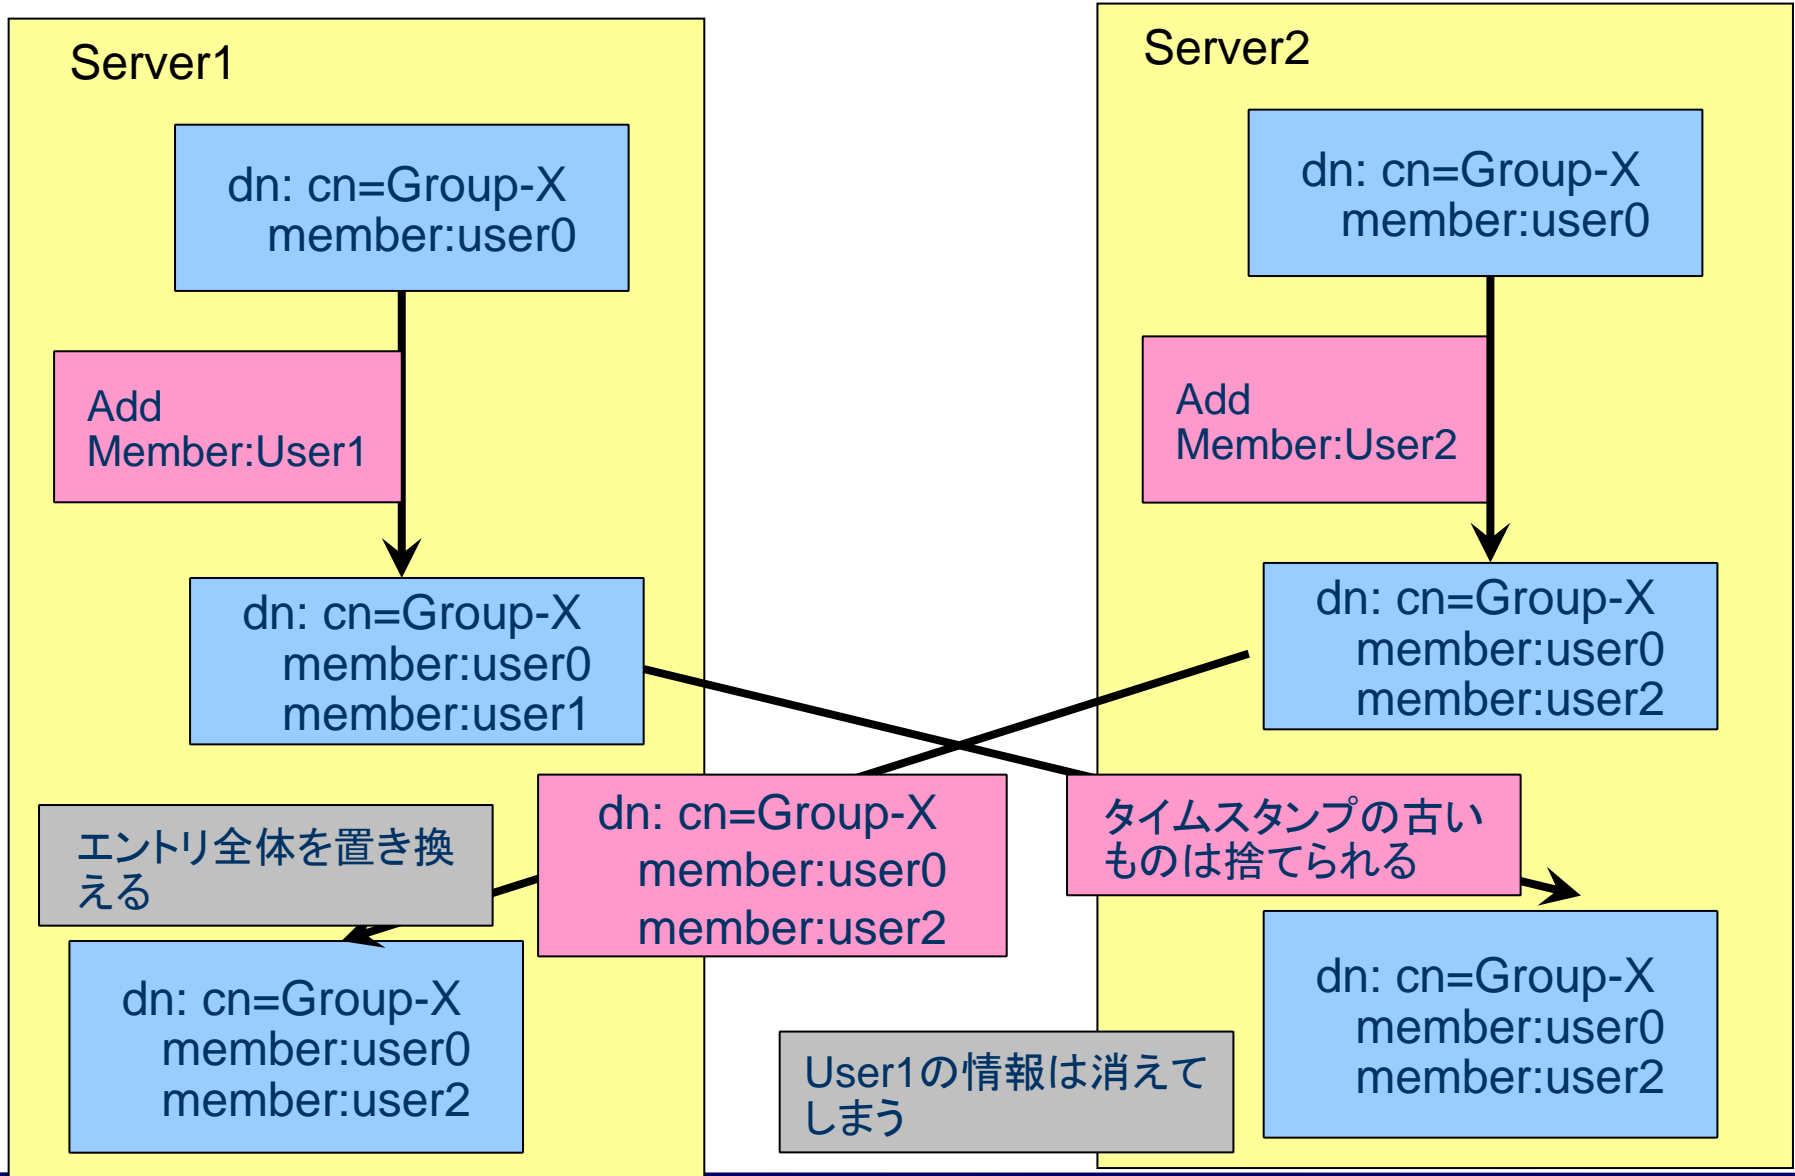 Server1
dn: cn=Group-X
member:user0
Add
Member:User1
dn: cn=Group-X
member:user0
member:user1
エントリ全体を置き換
える
dn: cn=Group-X
member:user0
member:user2
dn: cn=Group-X
member:user0
member:user2
Server2
dn: cn=Group-X
member:user0
Add
Member:User2
dn: cn=Group-X
member:user0
member:user2
タイムスタンプの古い
ものは捨てられる
dn: cn=Group-X
member:user0
member:user2
User1の情報は消えて
しまう